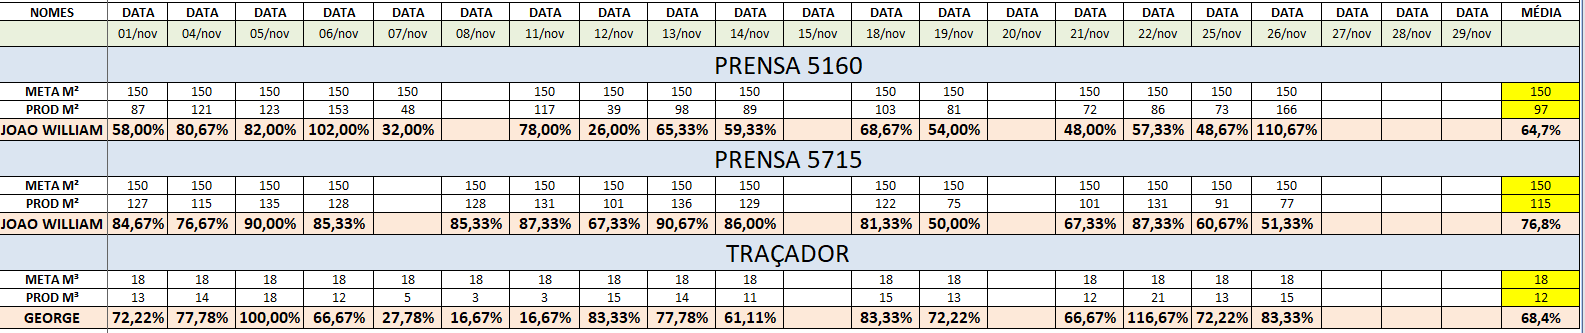 NOMES DATA DATA DATA DATA DATA DATA DATA DATA DATA DATA DATA DATA DATA DATA DATA DATA DATA DATA DATA DATA DATA MÉDIA
01/nov 04/nov 05/nov 06/nov 07/nov 08/nov 11/nov 12/nov 13/nov 14/nov 15/nov 18/nov 19/nov 20/nov 21/nov 22/nov 25/nov 26/nov 27/nov 28/nov 29/nov
PRENSA 5160
META M² 150 150 150 150 150 150 150 150 150 150 150 150 150 150 150 150
PROD M² 87 121 123 153 48 117 39 98 89 103 81 72 86 73 166 97
JOAO WILLIAM 58,00% 80,67% 82,00% 102,00% 32,00% 78,00% 26,00% 65,33% 59,33% 68,67% 54,00% 48,00% 57,33% 48,67% 110,67% 64,7%
PRENSA 5715
META M² 150 150 150 150 150 150 150 150 150 150 150 150 150 150 150 150
PROD M² 127 115 135 128 128 131 101 136 129 122 75 101 131 91 77 115
JOAO WILLIAM 84,67% 76,67% 90,00% 85,33% 85,33% 87,33% 67,33% 90,67% 86,00% 81,33% 50,00% 67,33% 87,33% 60,67% 51,33% 76,8%
TRAÇADOR
META M³ 18 18 18 18 18 18 18 18 18 18 18 18 18 18 18 18 18
PROD M³ 13 14 18 12 5 3 3 15 14 11 15 13 12 21 13 15 12
GEORGE 72,22% 77,78% 100,00% 66,67% 27,78% 16,67% 16,67% 83,33% 77,78% 61,11% 83,33% 72,22% 66,67% 116,67% 72,22% 83,33% 68,4%